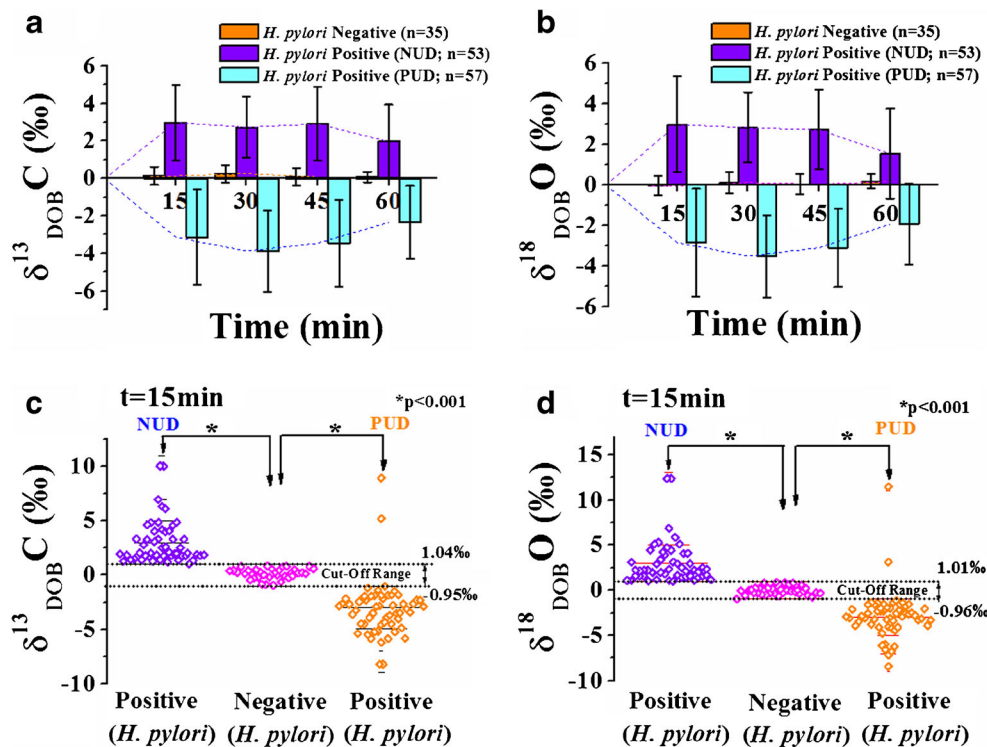 a
H. pylori Negative (n=35)
H. pylori Positive (NUD; n=53)
H. pylori Positive (PUD; n=57)
δ¹³DOBC (‰)
6
4
2
0
-2
-4
-6
15 30 45 60
Time (min)
b
H. pylori Negative (n=35)
H. pylori Positive (NUD; n=53)
H. pylori Positive (PUD; n=57)
δ¹⁸DOBO (‰)
6
4
2
0
-2
-4
-6
15 30 45 60
Time (min)
c
t=15min
*p<0.001
NUD * * PUD
δ¹³DOBC (‰)
10
5
0
-5
-10
1.04‰
Cut-Off Range
-0.95‰
Positive Negative Positive
(H. pylori) (H. pylori) (H. pylori)
d
t=15min
*p<0.001
NUD * * PUD
δ¹⁸DOBO (‰)
15
10
5
0
-5
-10
1.01‰
Cut-Off Range
-0.96‰
Positive Negative Positive
(H. pylori) (H. pylori) (H. pylori)